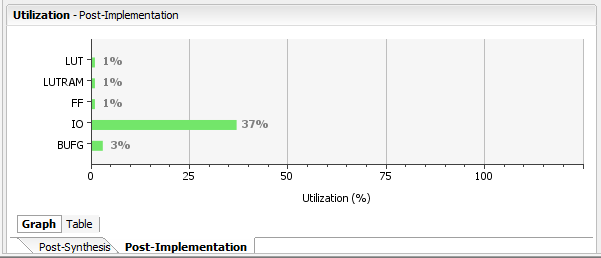 Utilization - Post-Implementation
LUT 1%
LUTRAM 1%
FF 1%
IO 37%
BUFG 3%
0 25 50 75 100
Utilization (%)
Graph Table
Post-Synthesis Post-Implementation